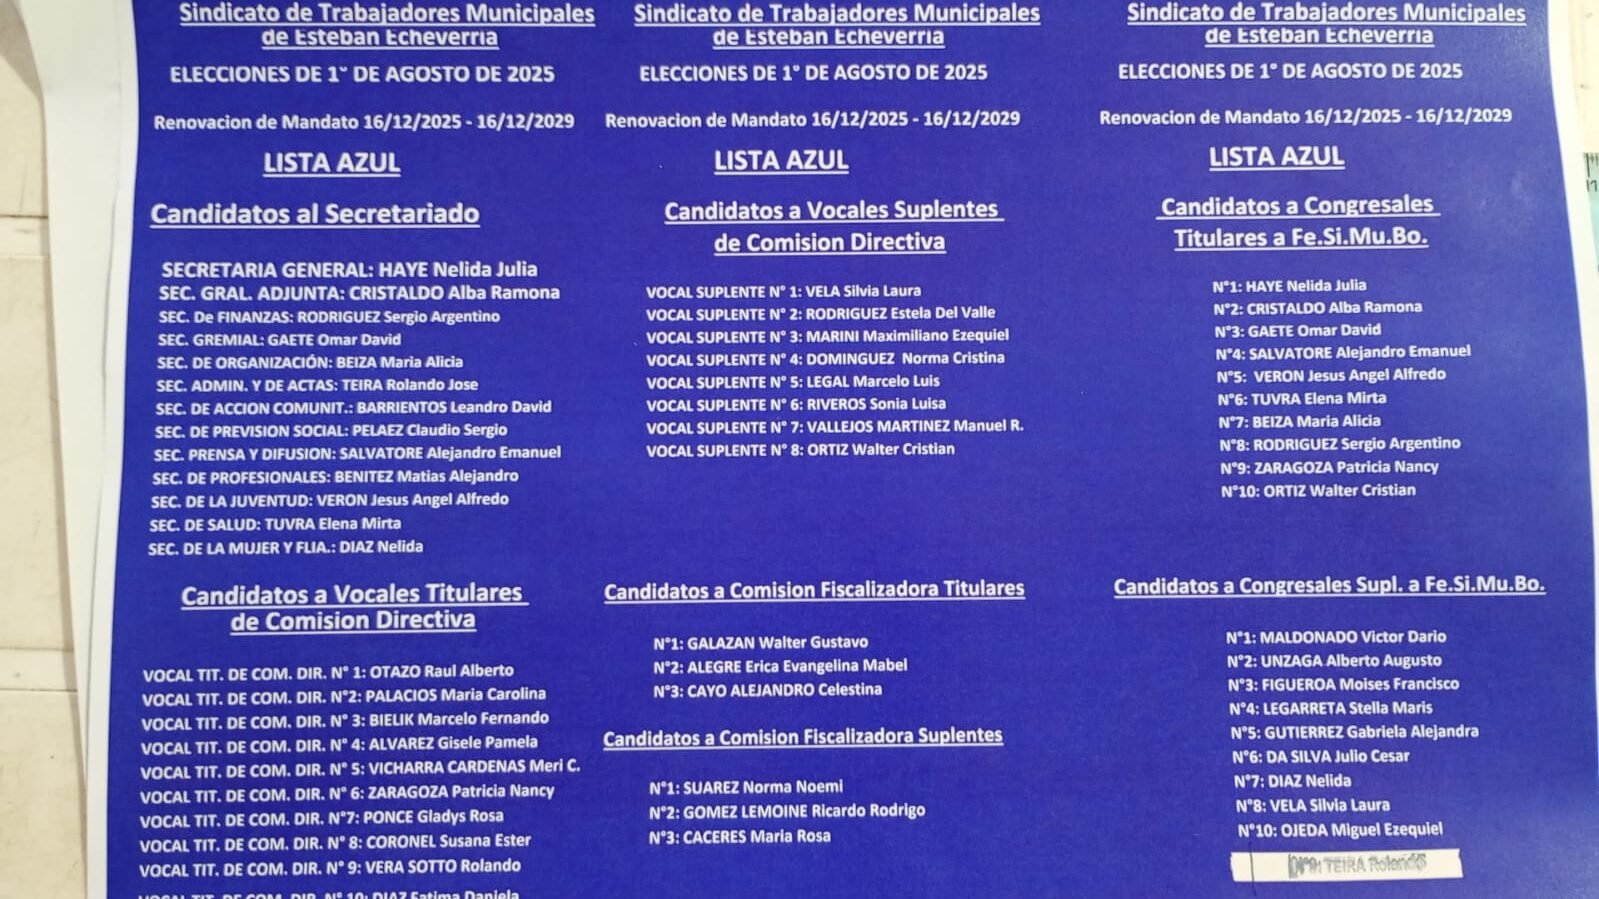 Sindicato de Trabajadores Municipales
de Esteban Echeverria
ELECCIONES DE 1° DE AGOSTO DE 2025
Renovacion de Mandato 16/12/2025 - 16/12/2029
LISTA AZUL
Candidatos al Secretariado
SECRETARIA GENERAL: HAYE Nelida Julia
SEC. GRAL. ADJUNTA: CRISTALDO Alba Ramona
SEC. De FINANZAS: RODRIGUEZ Sergio Argentino
SEC. GREMIAL: GAETE Omar David
SEC. DE ORGANIZACIÓN: BEIZA Maria Alicia
SEC. ADMIN. Y DE ACTAS: TEIRA Rolando Jose
SEC. DE ACCION COMUNIT.: BARRIENTOS Leandro David
SEC. DE PREVISION SOCIAL: PELAEZ Claudio Sergio
SEC. PRENSA Y DIFUSION: SALVATORE Alejandro Emanuel
SEC. DE PROFESIONALES: BENITEZ Matias Alejandro
SEC. DE LA JUVENTUD: VERON Jesus Angel Alfredo
SEC. DE SALUD: TUVRA Elena Mirta
SEC. DE LA MUJER Y FLIA.: DIAZ Nelida
Candidatos a Vocales Titulares
de Comision Directiva
VOCAL TIT. DE COM. DIR. N° 1: OTAZO Raul Alberto
VOCAL TIT. DE COM. DIR. N°2: PALACIOS Maria Carolina
VOCAL TIT. DE COM. DIR. N° 3: BIELIK Marcelo Fernando
VOCAL TIT. DE COM. DIR. N° 4: ALVAREZ Gisele Pamela
VOCAL TIT. DE COM. DIR. N° 5: VICHARRA CARDENAS Meri C.
VOCAL TIT. DE COM. DIR. N° 6: ZARAGOZA Patricia Nancy
VOCAL TIT. DE COM. DIR. N°7: PONCE Gladys Rosa
VOCAL TIT. DE COM. DIR. N° 8: CORONEL Susana Ester
VOCAL TIT. DE COM. DIR. N° 9: VERA SOTTO Rolando
VOCAL TIT. DE COM. DIR. N° 10: DIAZ Fatima Daniela
Sindicato de Trabajadores Municipales
de Esteban Echeverria
ELECCIONES DE 1° DE AGOSTO DE 2025
Renovacion de Mandato 16/12/2025 - 16/12/2029
LISTA AZUL
Candidatos a Vocales Suplentes
de Comision Directiva
VOCAL SUPLENTE N° 1: VELA Silvia Laura
VOCAL SUPLENTE N° 2: RODRIGUEZ Estela Del Valle
VOCAL SUPLENTE N° 3: MARINI Maximiliano Ezequiel
VOCAL SUPLENTE N° 4: DOMINGUEZ Norma Cristina
VOCAL SUPLENTE N° 5: LEGAL Marcelo Luis
VOCAL SUPLENTE N° 6: RIVEROS Sonia Luisa
VOCAL SUPLENTE N° 7: VALLEJOS MARTINEZ Manuel R.
VOCAL SUPLENTE N° 8: ORTIZ Walter Cristian
Candidatos a Comision Fiscalizadora Titulares
N°1: GALAZAN Walter Gustavo
N°2: ALEGRE Erica Evangelina Mabel
N°3: CAYO ALEJANDRO Celestina
Candidatos a Comision Fiscalizadora Suplentes
N°1: SUAREZ Norma Noemi
N°2: GOMEZ LEMOINE Ricardo Rodrigo
N°3: CACERES Maria Rosa
Sindicato de Trabajadores Municipales
de Esteban Echeverria
ELECCIONES DE 1° DE AGOSTO DE 2025
Renovacion de Mandato 16/12/2025 - 16/12/2029
LISTA AZUL
Candidatos a Congresales
Titulares a Fe.Si.Mu.Bo.
N°1: HAYE Nelida Julia
N°2: CRISTALDO Alba Ramona
N°3: GAETE Omar David
N°4: SALVATORE Alejandro Emanuel
N°5: VERON Jesus Angel Alfredo
N°6: TUVRA Elena Mirta
N°7: BEIZA Maria Alicia
N°8: RODRIGUEZ Sergio Argentino
N°9: ZARAGOZA Patricia Nancy
N°10: ORTIZ Walter Cristian
Candidatos a Congresales Supl. a Fe.Si.Mu.Bo.
N°1: MALDONADO Victor Dario
N°2: UNZAGA Alberto Augusto
N°3: FIGUEROA Moises Francisco
N°4: LEGARRETA Stella Maris
N°5: GUTIERREZ Gabriela Alejandra
N°6: DA SILVA Julio Cesar
N°7: DIAZ Nelida
N°8: VELA Silvia Laura
N°10: OJEDA Miguel Ezequiel
N°9: TEIRA Rolando